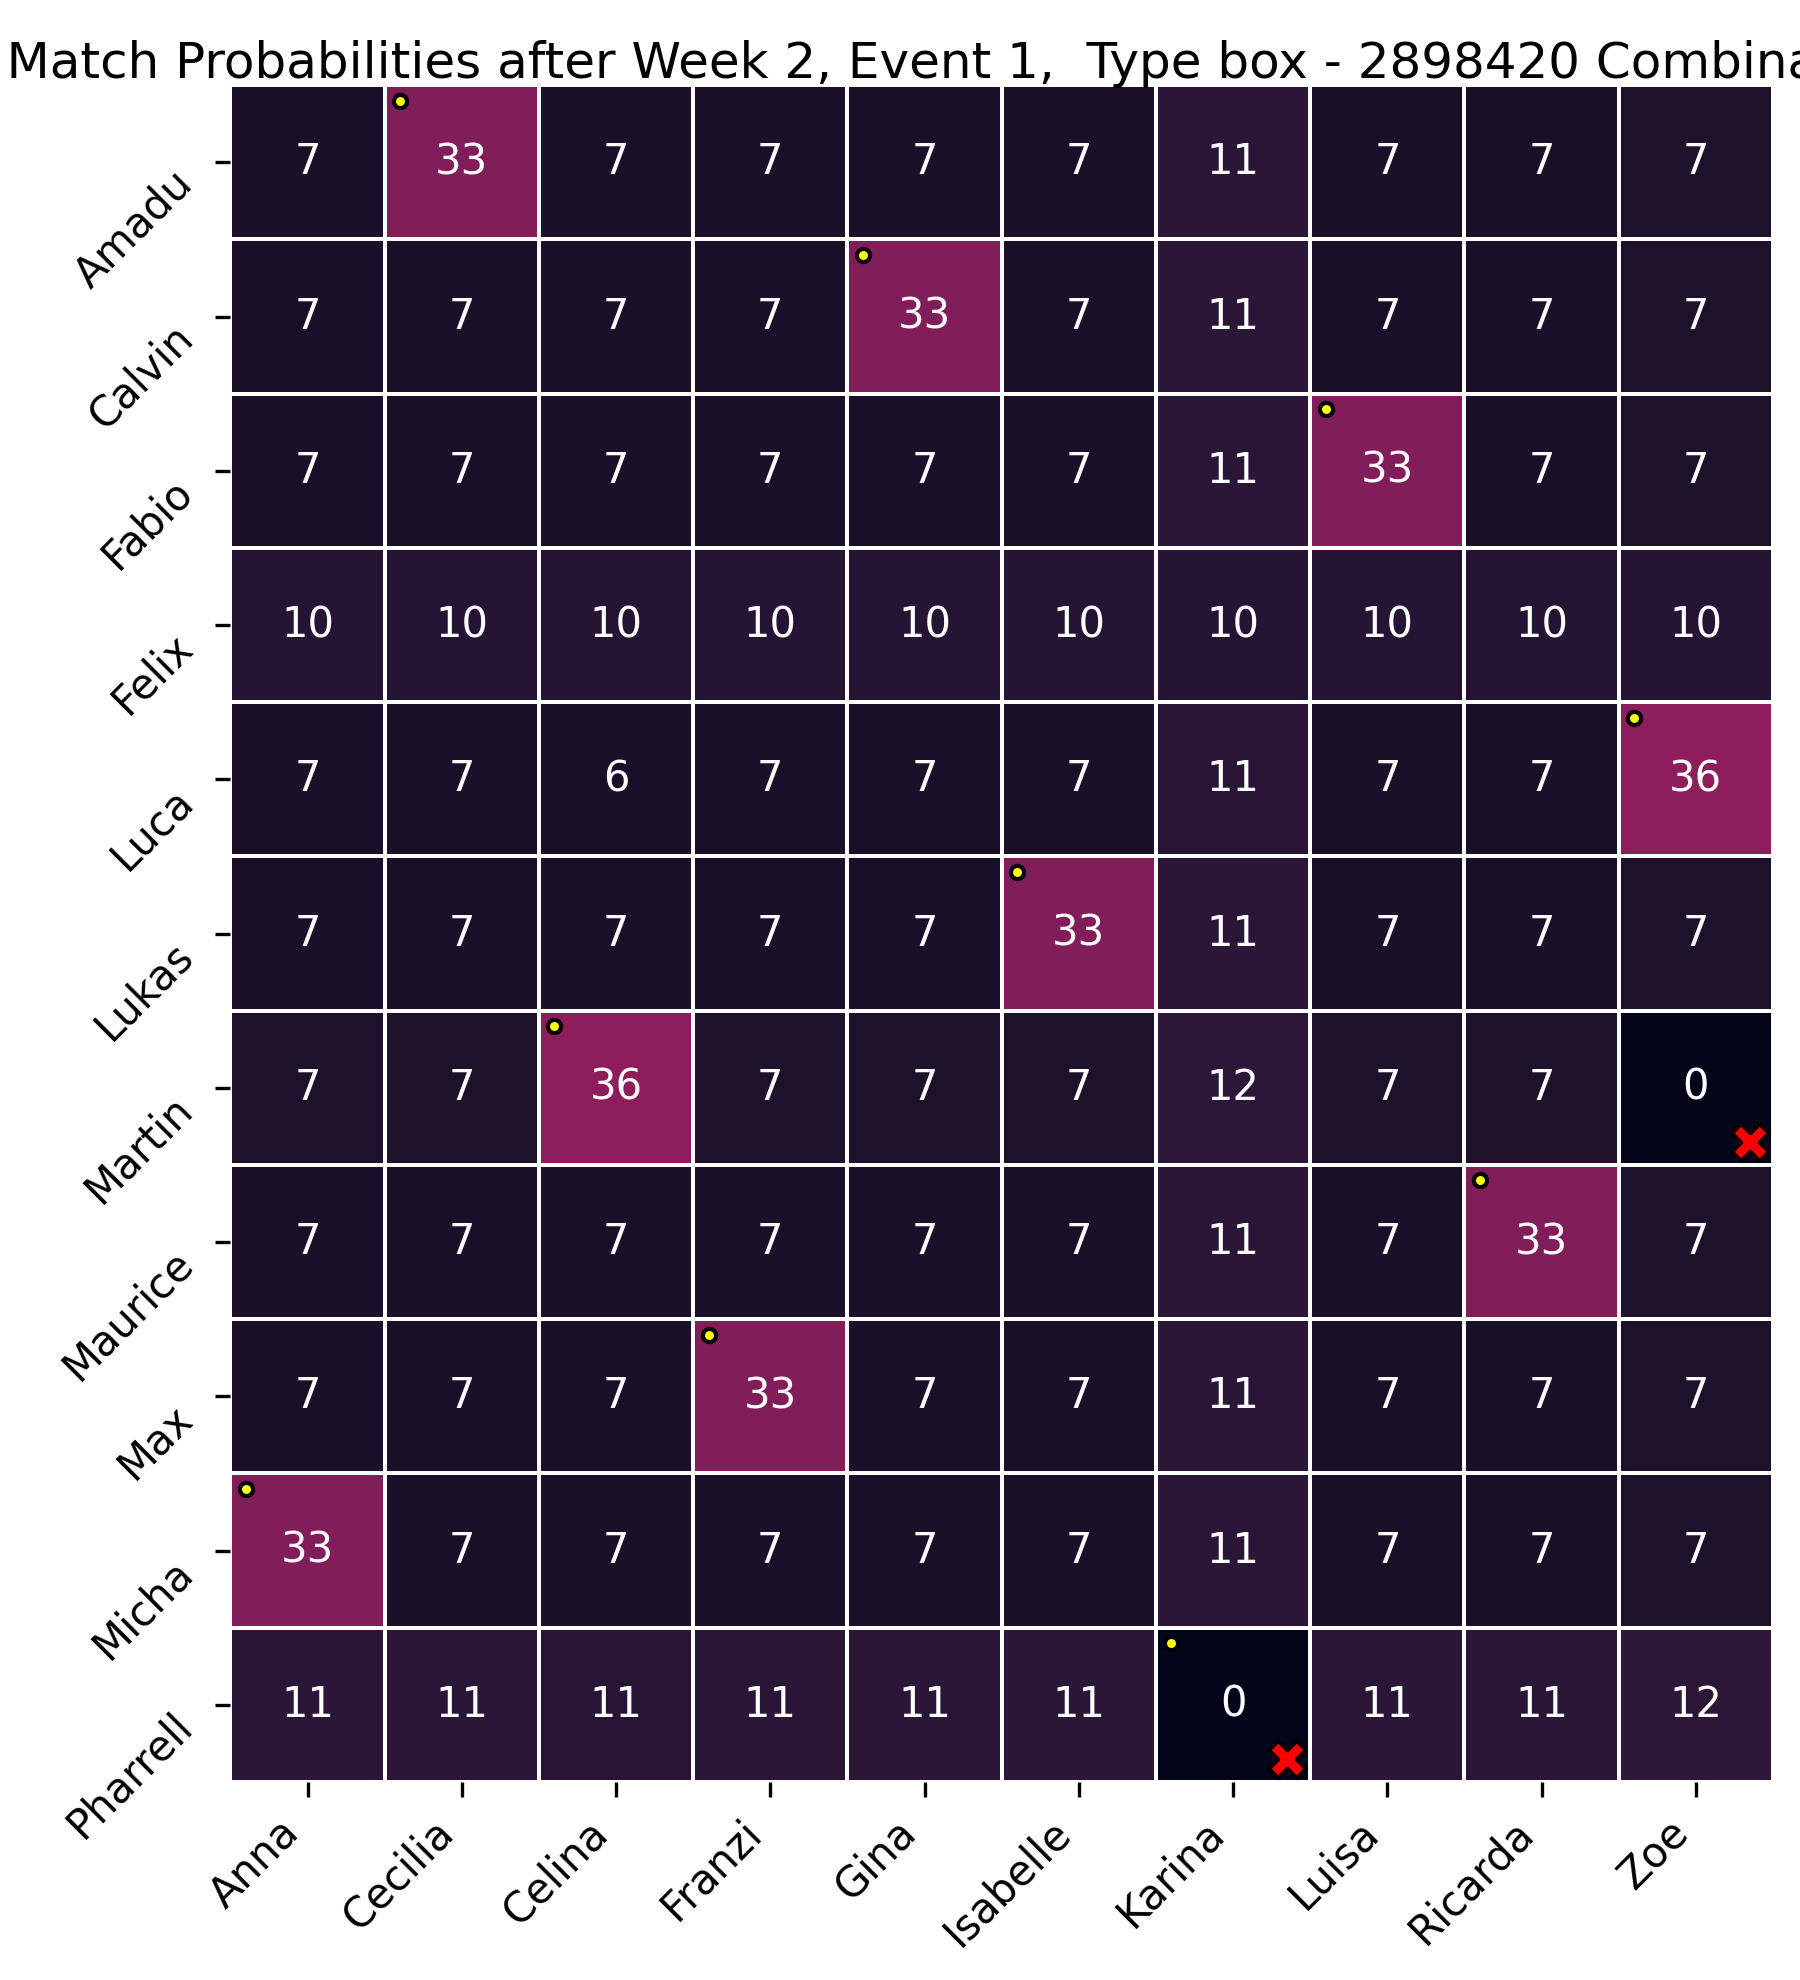 Match Probabilities after Week 2, Event 1, Type box - 2898420 Combina
Amadu 7 33 7 7 7 7 11 7 7 7
Calvin 7 7 7 7 33 7 11 7 7 7
Fabio 7 7 7 7 7 7 11 33 7 7
Felix 10 10 10 10 10 10 10 10 10 10
Luca 7 7 6 7 7 7 11 7 7 36
Lukas 7 7 7 7 7 33 11 7 7 7
Martin 7 7 36 7 7 7 12 7 7 0
Maurice 7 7 7 7 7 7 11 7 33 7
Max 7 7 7 33 7 7 11 7 7 7
Micha 33 7 7 7 7 7 11 7 7 7
Pharrell 11 11 11 11 11 11 0 11 11 12
Anna Cecilia Celina Franzi Gina Isabelle Karina Luisa Ricarda Zoe